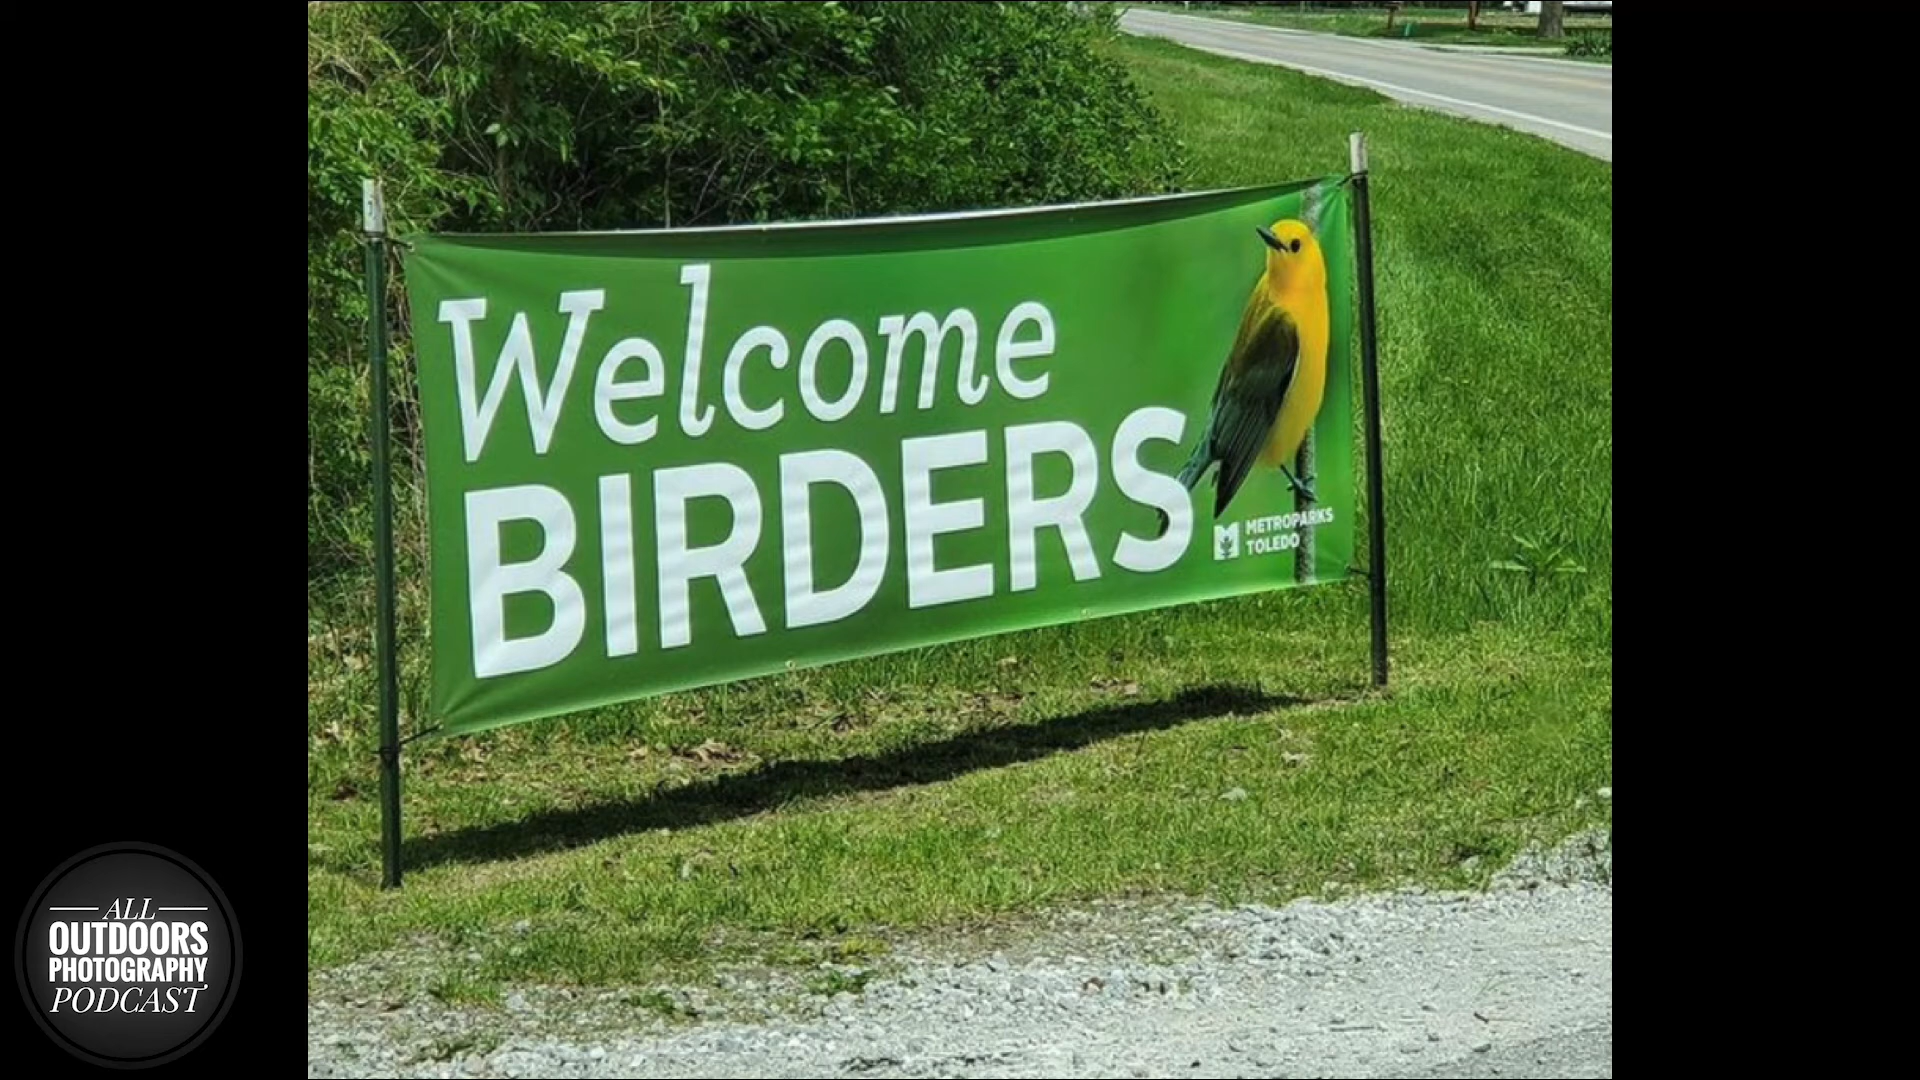 Welcome
BIRDERS
METROPARKS
TOLEDO
ALL
OUTDOORS
PHOTOGRAPHY
PODCAST